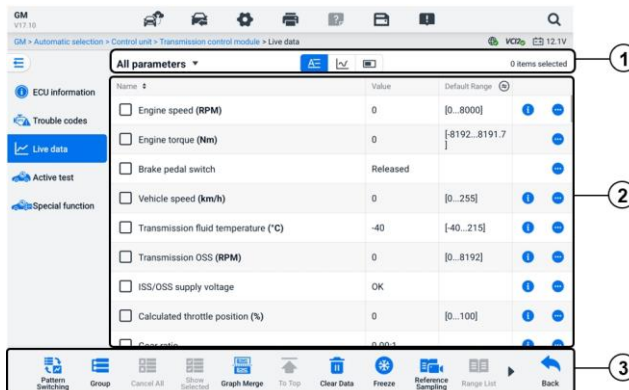 GM
V17.10
GM > Automatic selection > Control unit > Transmission control module > Live data
VCI 12.1V
All parameters
0 items selected
1
ECU information
Trouble codes
Live data
Active test
Special function
Name Value Default Range
Engine speed (RPM) 0 [0...8000]
Engine torque (Nm) 0 [-8192...8191.7
]
Brake pedal switch Released
Vehicle speed (km/h) 0 [0...255]
2
Transmission fluid temperature (°C) -40 [-40...215]
Transmission OSS (RPM) 0 [0...8192]
ISS/OSS supply voltage OK
Calculated throttle position (%) 0 [0...100]
Gear ratio 0.00:1
Pattern
Switching
Group
Cancel All
Show
Selected
Graph Merge
To Top
Clear Data
Freeze
Reference
Sampling
Range List
Back
3